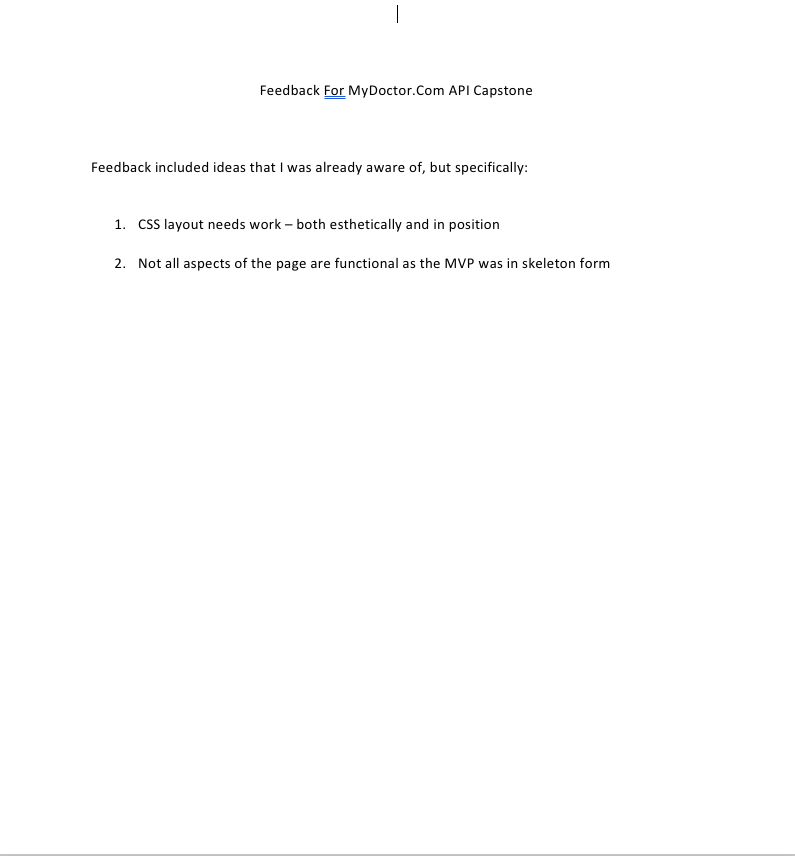 Feedback For MyDoctor.Com API Capstone
Feedback included ideas that I was already aware of, but specifically:
1. CSS layout needs work – both esthetically and in position
2. Not all aspects of the page are functional as the MVP was in skeleton form